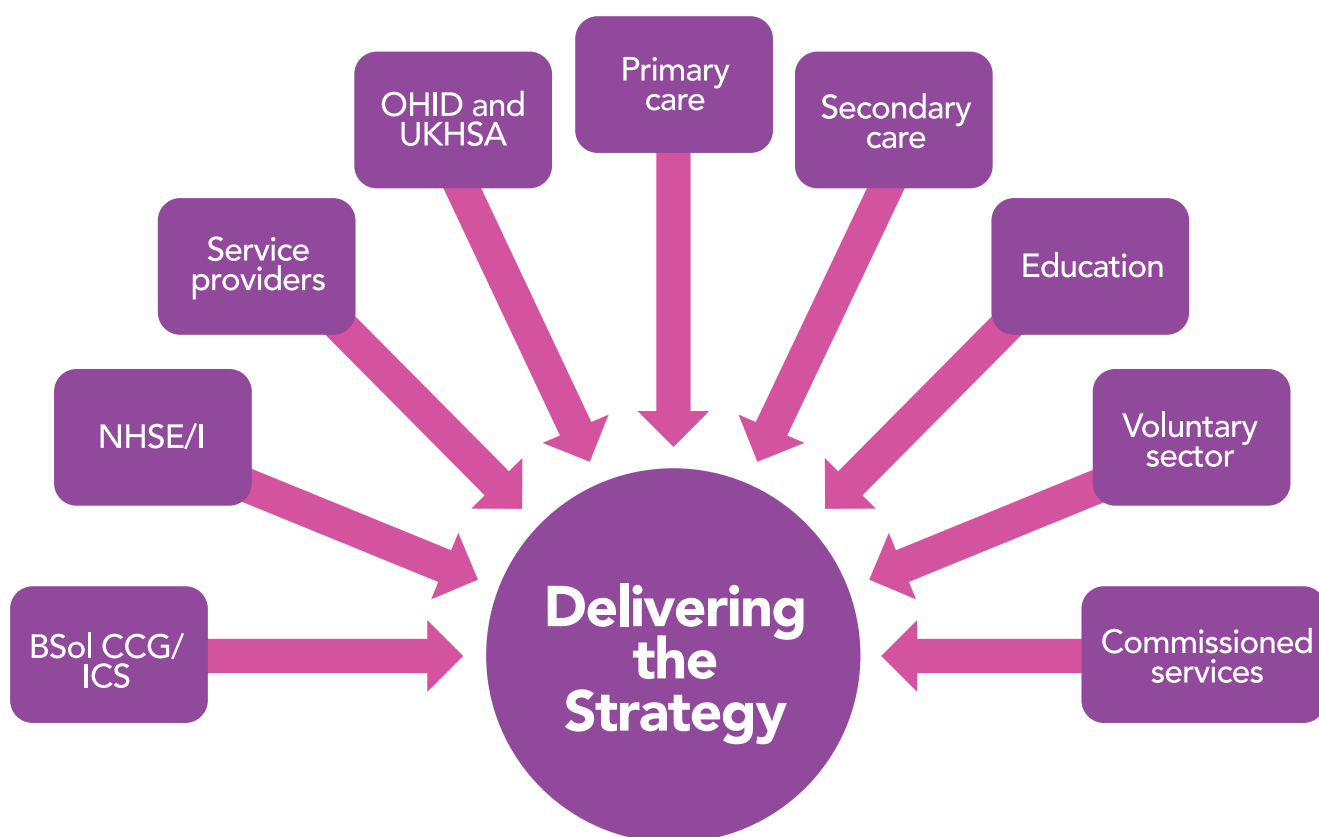 Primary
care
OHID and
UKHSA
Secondary
care
Service
providers
Education
NHSE/I
Voluntary
sector
BSol CCG/
ICS
Commissioned
services
Delivering
the
Strategy